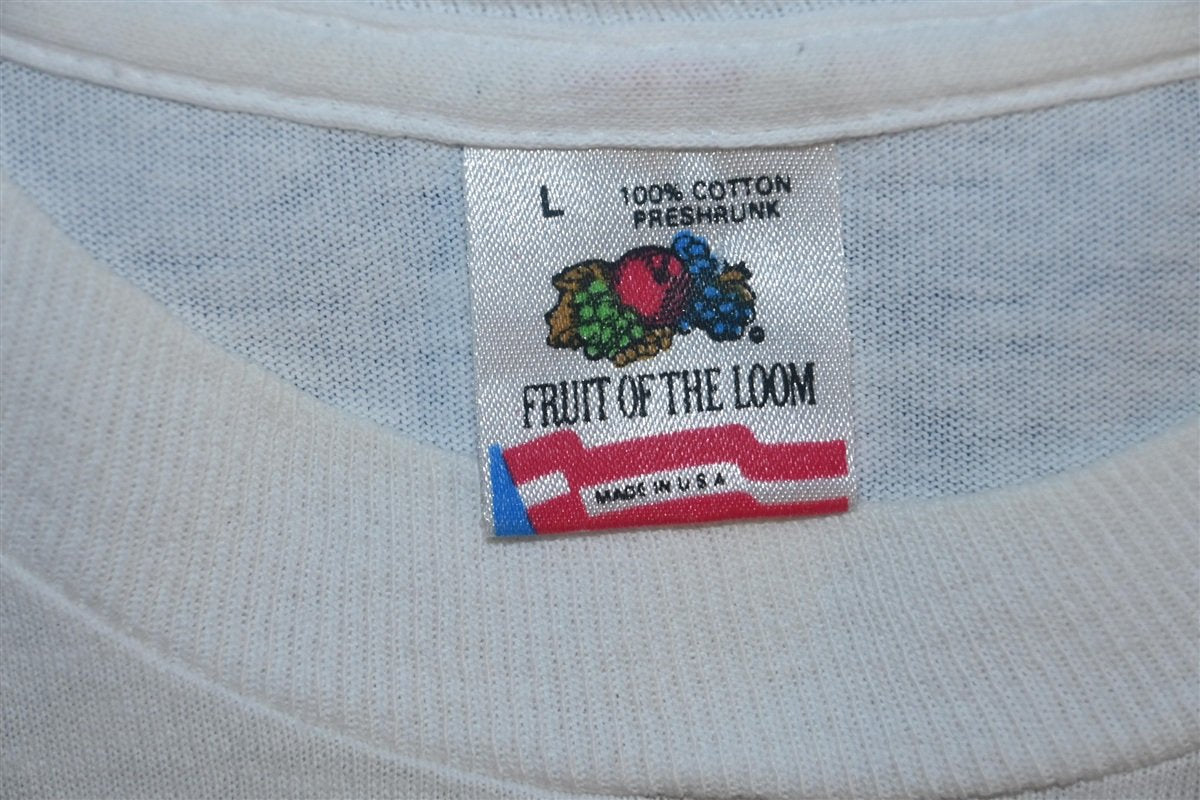 L
100% COTTON
PRESHRUNK
®
FRUIT OF THE LOOM
MADE IN U S A